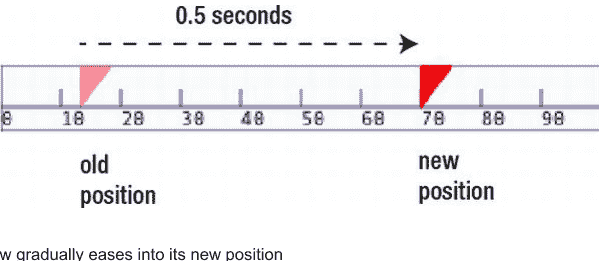 0.5 seconds
0 10 20 30 40 50 60 70 80 90
old
position
new
position
gradually eases into its new position